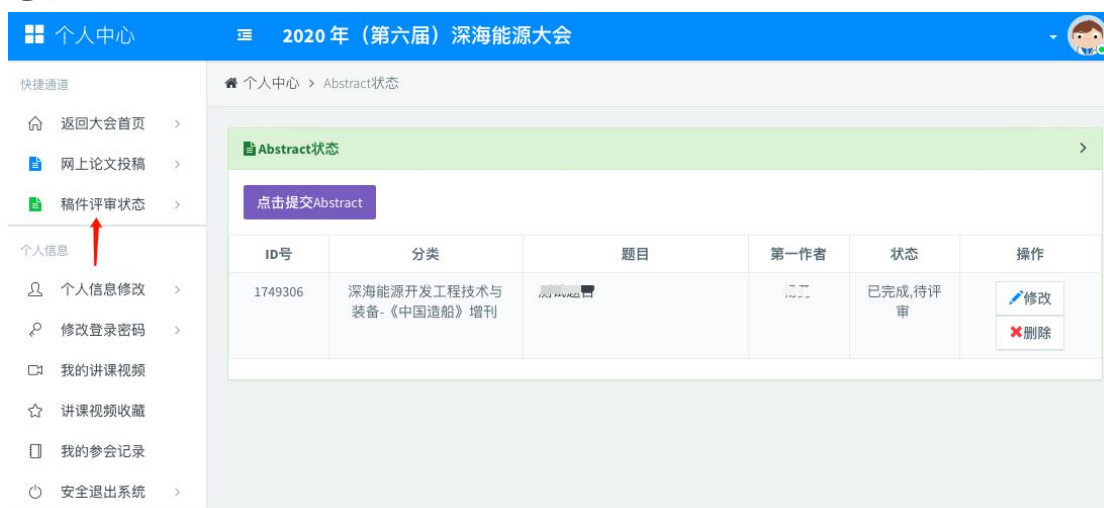 个人中心
2020 年（第六届）深海能源大会
快捷通道
个人中心 > Abstract状态
返回大会首页
网上论文投稿
稿件评审状态
个人信息
个人信息修改
修改登录密码
我的讲课视频
讲课视频收藏
我的参会记录
安全退出系统
Abstract状态
点击提交Abstract
ID号 分类 题目 第一作者 状态 操作
1749306 深海能源开发工程技术与 已完成,待评 修改
装备-《中国造船》增刊 审 删除